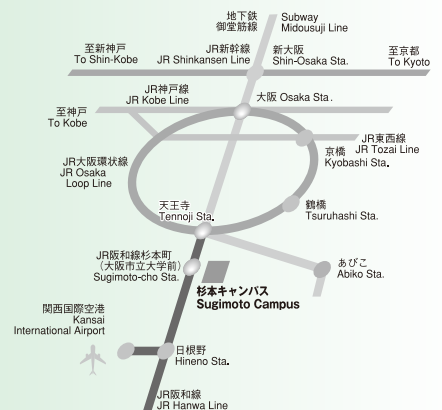 地下鉄
御堂筋線
Subway
Midousuji Line
至新神戸
To Shin-Kobe
JR新幹線
JR Shinkansen Line
新大阪
Shin-Osaka Sta.
至京都
To Kyoto
JR神戸線
JR Kobe Line
大阪 Osaka Sta.
至神戸
To Kobe
JR東西線
JR Tozai Line
京橋
Kyobashi Sta.
JR大阪環状線
JR Osaka
Loop Line
天王寺
Tennoji Sta.
鶴橋
Tsuruhashi Sta.
JR阪和線杉本町
(大阪市立大学前)
Sugimoto-cho Sta.
あびこ
Abiko Sta.
杉本キャンパス
Sugimoto Campus
関西国際空港
Kansai
International Airport
日根野
Hineno Sta.
JR阪和線
JR Hanwa Line